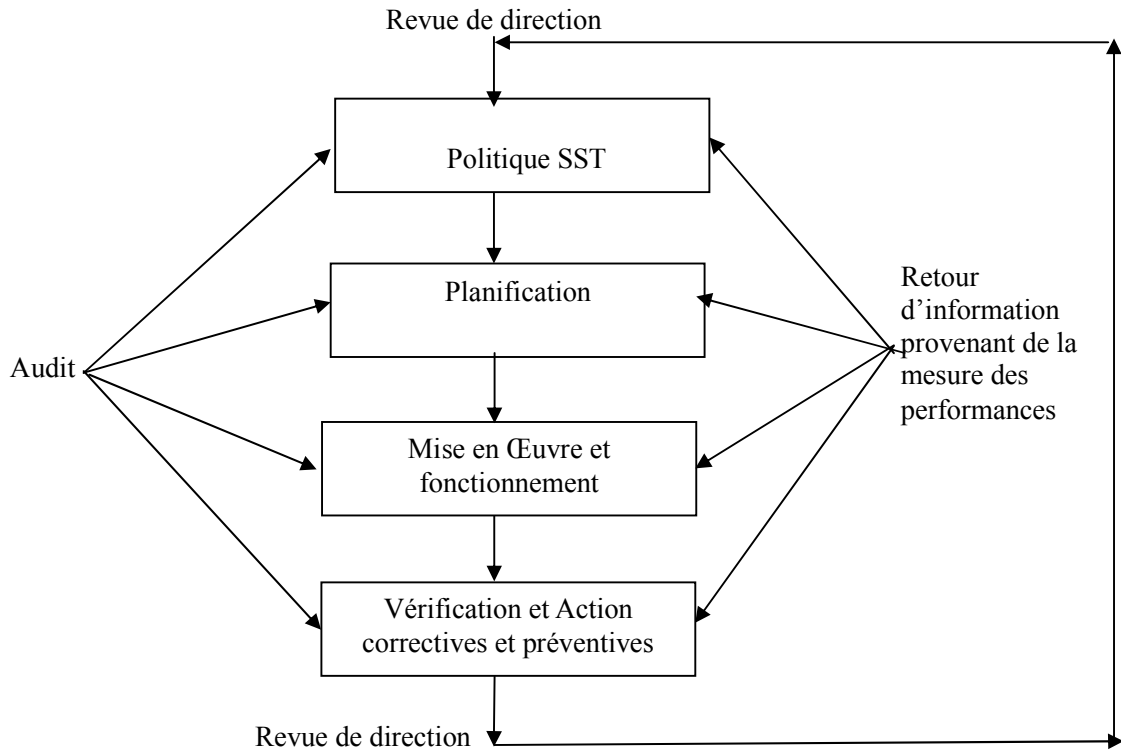 Revue de direction
Politique SST
Planification
Retour
d’information
provenant de la
mesure des
performances
Audit
Mise en Œuvre et
fonctionnement
Vérification et Action
correctives et préventives
Revue de direction